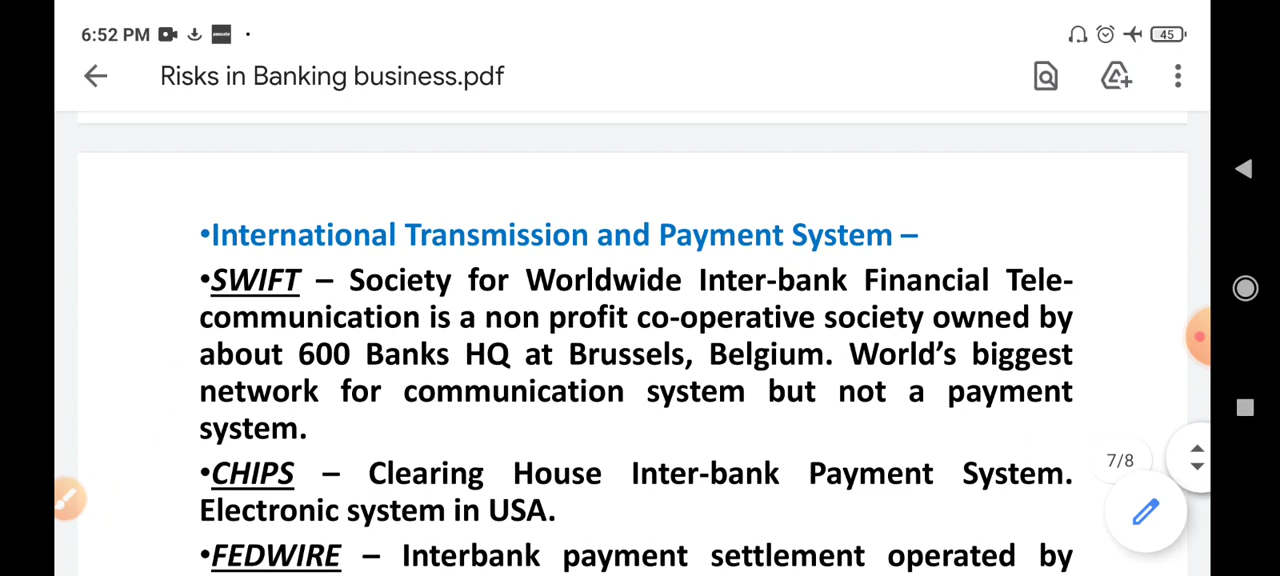 6:52 PM
45
Risks in Banking business.pdf
•International Transmission and Payment System –
•SWIFT – Society for Worldwide Inter-bank Financial Tele-
communication is a non profit co-operative society owned by
about 600 Banks HQ at Brussels, Belgium. World’s biggest
network for communication system but not a payment
system.
•CHIPS – Clearing House Inter-bank Payment System.
Electronic system in USA.
•FEDWIRE – Interbank payment settlement operated by
7/8